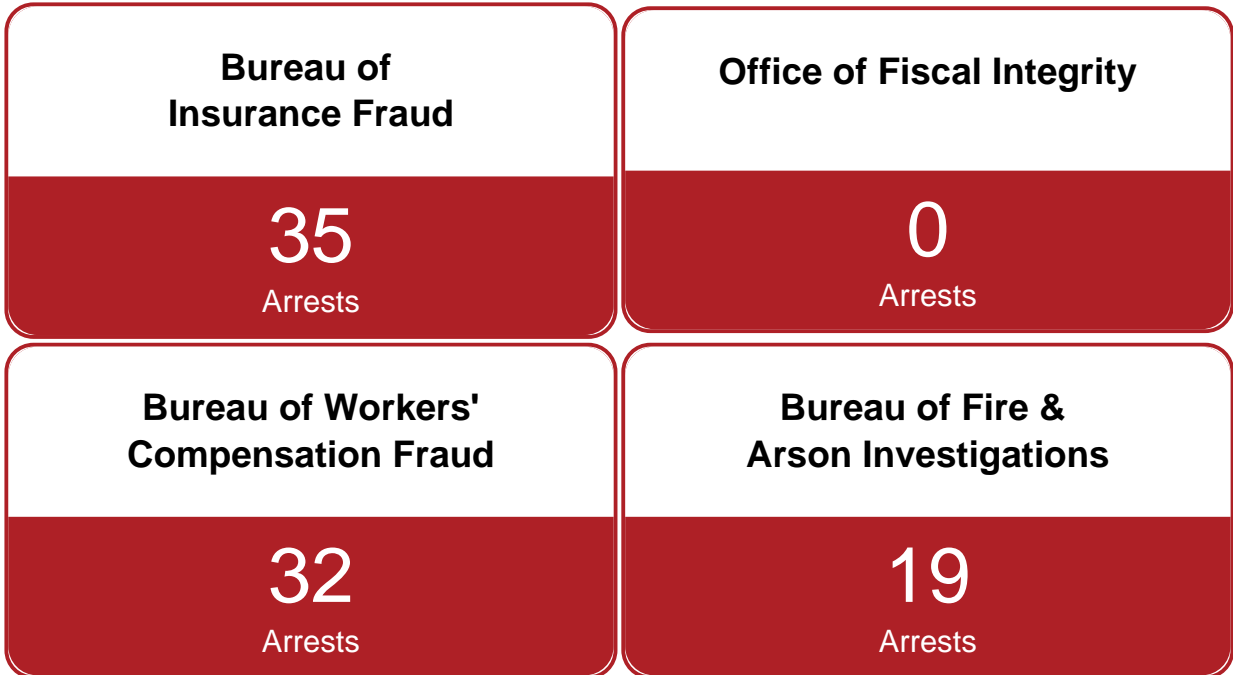 Bureau of
Insurance Fraud
35
Arrests
Office of Fiscal Integrity
0
Arrests
Bureau of Workers'
Compensation Fraud
32
Arrests
Bureau of Fire &
Arson Investigations
19
Arrests